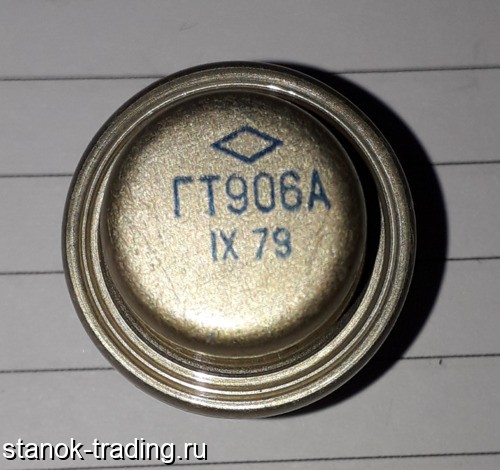 ГТ906А
IX 79
stanok-trading.ru